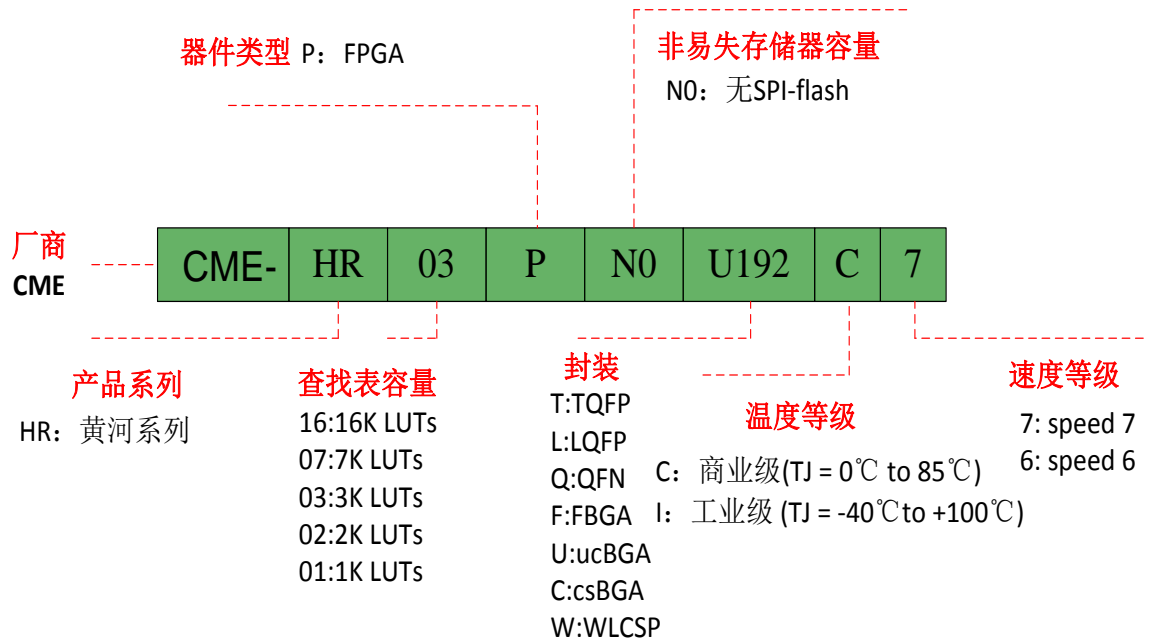 器件类型 P： FPGA
非易失存储器容量
N0：无SPI-flash
厂商
CME
CME- HR 03 P N0 U192 C 7
产品系列
HR：黄河系列
查找表容量
16:16K LUTs
07:7K LUTs
03:3K LUTs
02:2K LUTs
01:1K LUTs
封装
T:TQFP
L:LQFP
Q:QFN
F:FBGA
U:ucBGA
C:csBGA
W:WLCSP
温度等级
C：商业级(TJ = 0℃ to 85℃)
I：工业级 (TJ = -40℃to +100℃)
速度等级
7: speed 7
6: speed 6